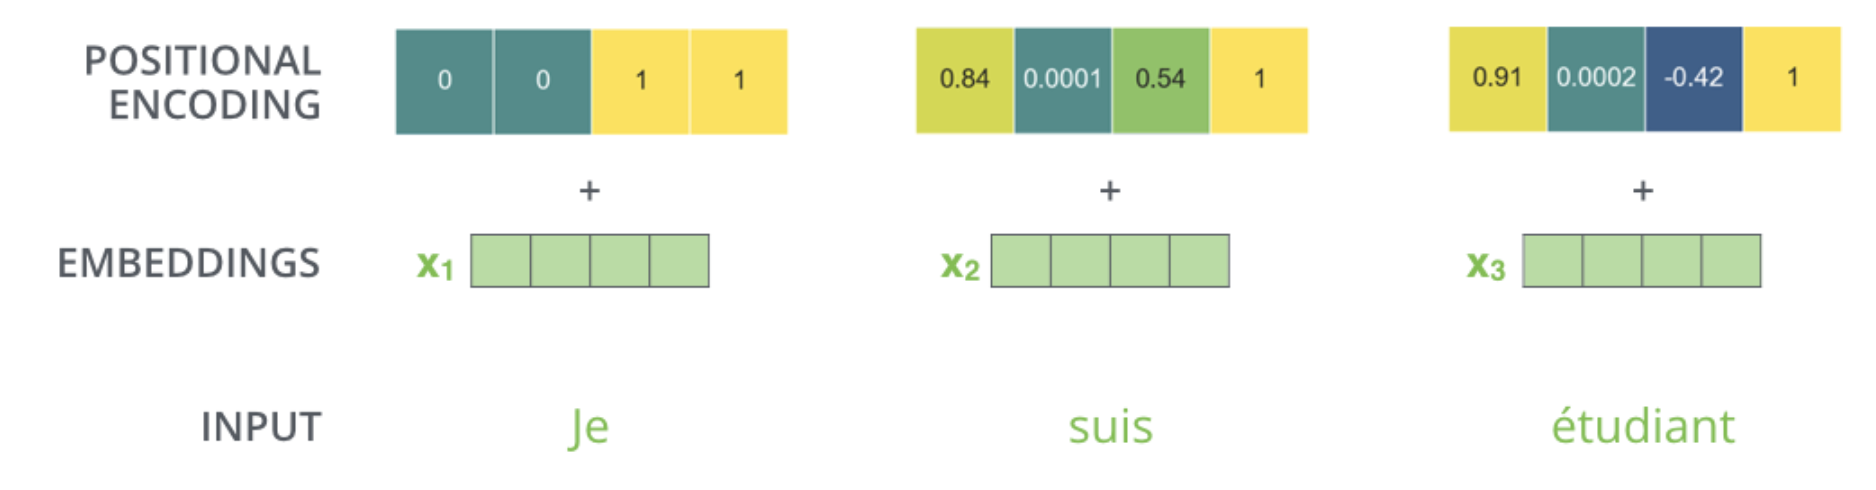 POSITIONAL
ENCODING
0 0 1 1
0.84 0.0001 0.54 1
0.91 0.0002 -0.42 1
+ + +
EMBEDDINGS x1 x2 x3
INPUT Je suis étudiant